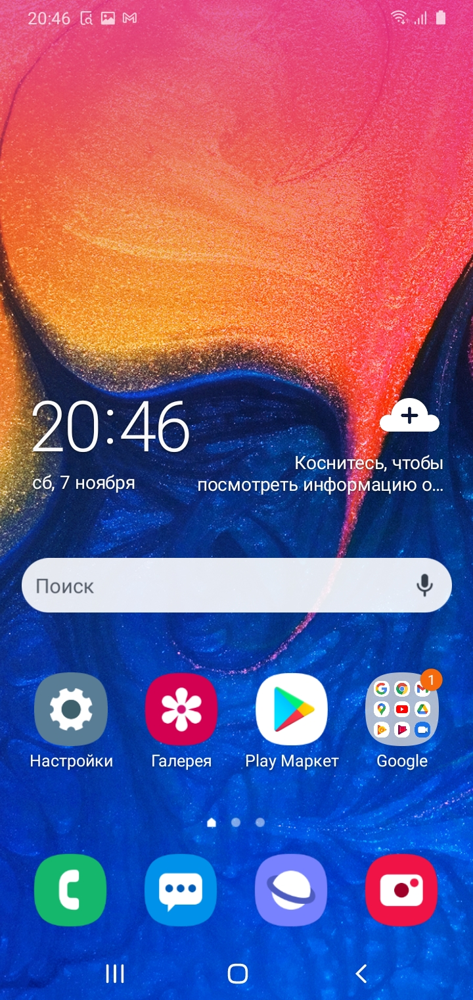 20:46
20:46
сб, 7 ноября
Коснитесь, чтобы
посмотреть информацию о...
Поиск
1
Настройки
Галерея
Play Маркет
Google